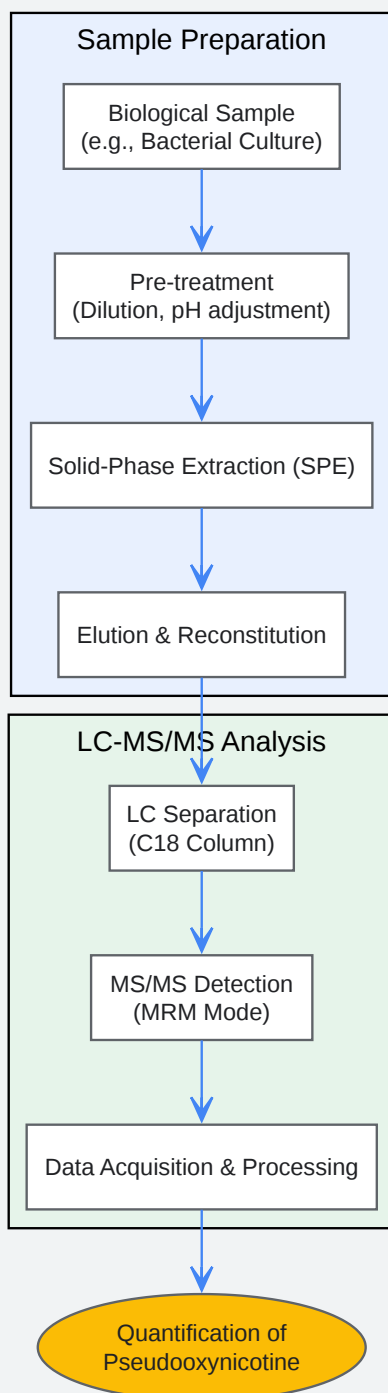 Sample Preparation
Biological Sample
(e.g., Bacterial Culture)
Pre-treatment
(Dilution, pH adjustment)
Solid-Phase Extraction (SPE)
Elution & Reconstitution
LC-MS/MS Analysis
LC Separation
(C18 Column)
MS/MS Detection
(MRM Mode)
Data Acquisition & Processing
Quantification of
Pseudooxynicotine